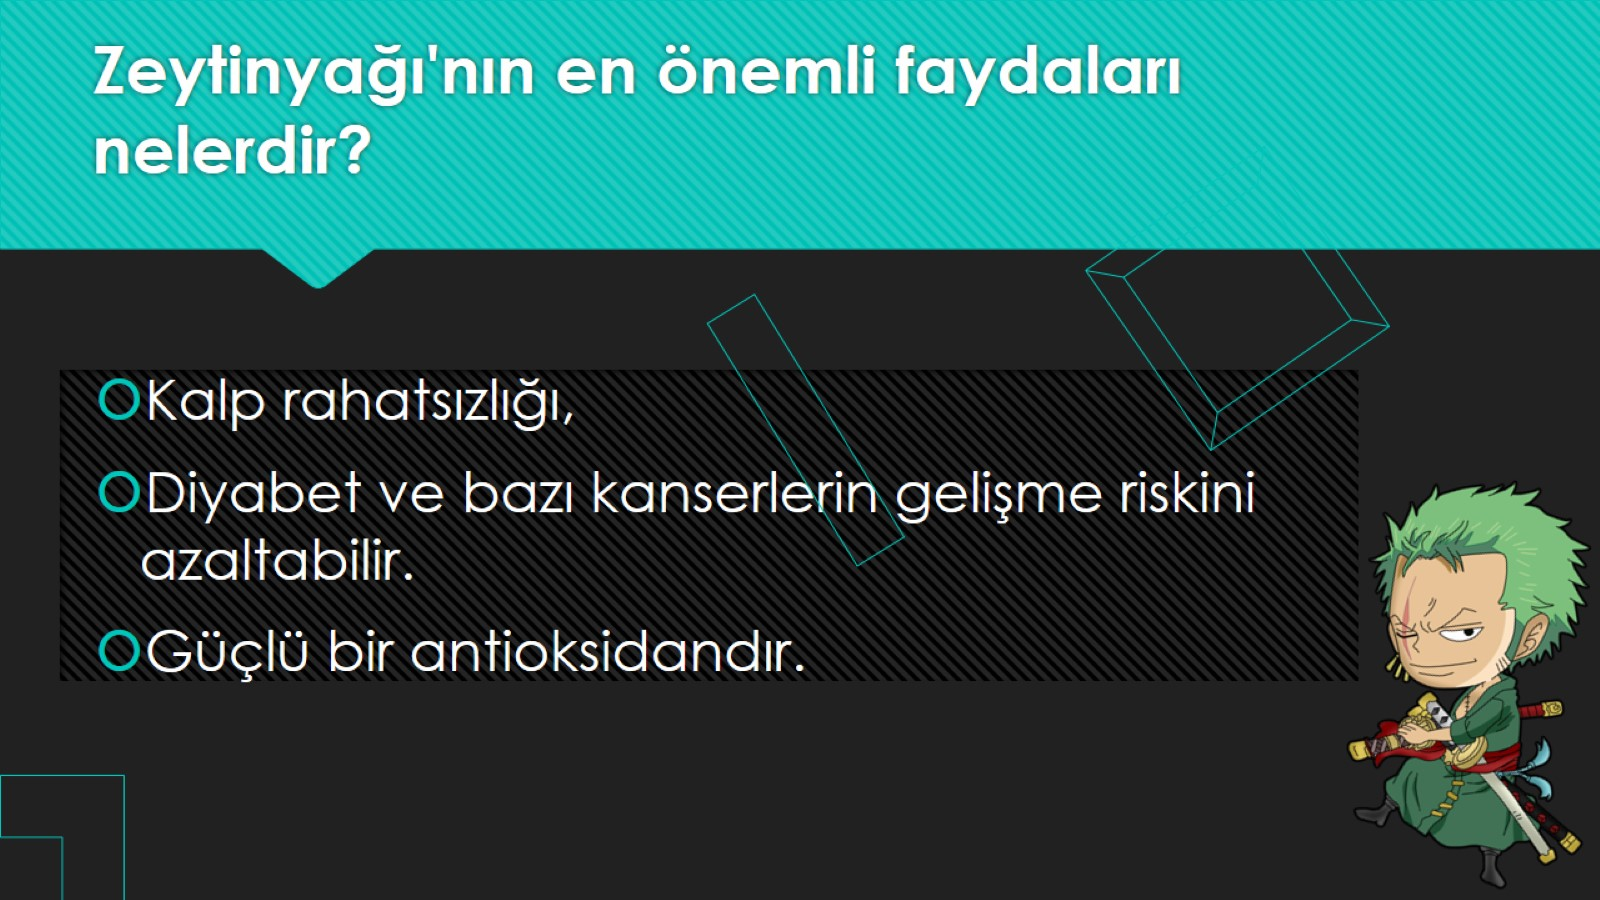 Zeytinyağı'nın en önemli faydaları
nelerdir?
Kalp rahatsızlığı,
Diyabet ve bazı kanserlerin gelişme riskini
azaltabilir.
Güçlü bir antioksidandır.